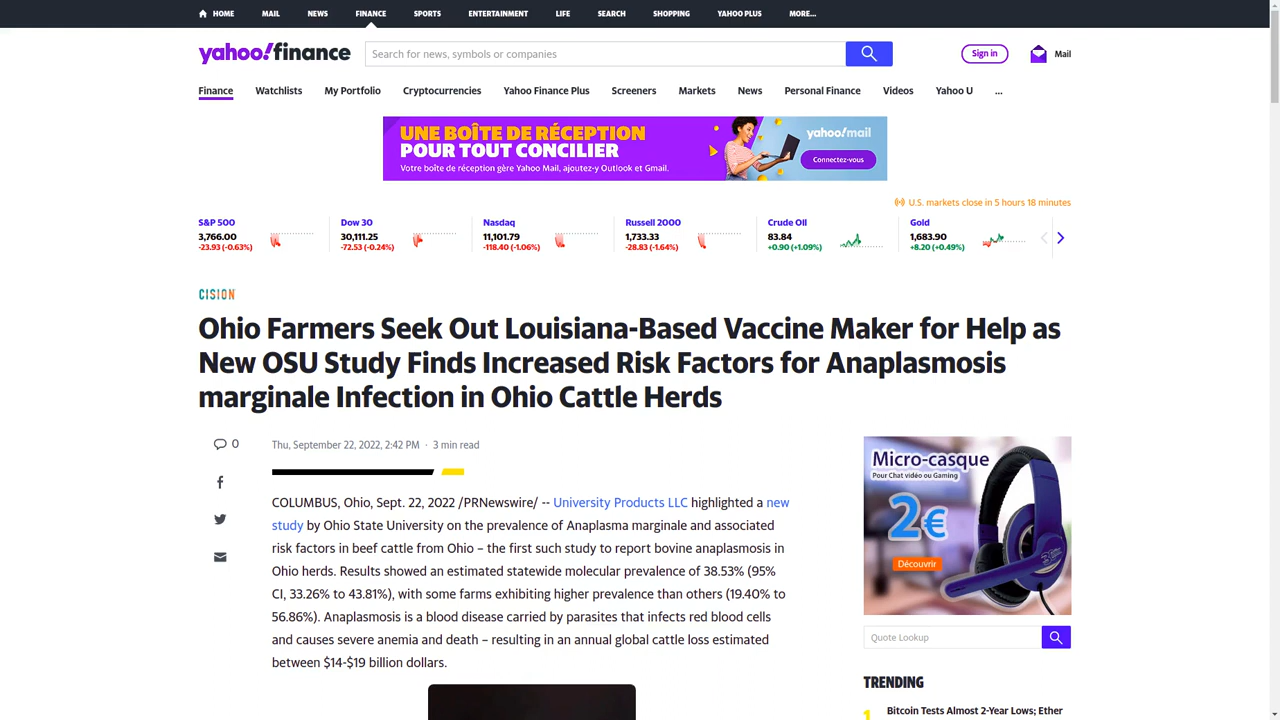 HOME MAIL NEWS FINANCE SPORTS ENTERTAINMENT LIFE SEARCH SHOPPING YAHOO PLUS MORE...
yahoo!finance
Search for news, symbols or companies
Sign in
Mail
Finance Watchlists My Portfolio Cryptocurrencies Yahoo Finance Plus Screeners Markets News Personal Finance Videos Yahoo U ...
UNE BOÎTE DE RÉCEPTION
POUR TOUT CONCILIER
Votre boîte de réception gère Yahoo Mail, ajoutez-y Outlook et Gmail.
yahoo!mail
Connectez-vous
U.S. markets close in 5 hours 18 minutes
S&P 500
3,766.00
-23.93 (-0.63%)
Dow 30
30,111.25
-72.53 (-0.24%)
Nasdaq
11,101.79
-118.40 (-1.06%)
Russell 2000
1,733.33
-28.83 (-1.64%)
Crude Oil
83.84
+0.90 (+1.09%)
Gold
1,683.90
+8.20 (+0.49%)
CISION
Ohio Farmers Seek Out Louisiana-Based Vaccine Maker for Help as
New OSU Study Finds Increased Risk Factors for Anaplasmosis
marginale Infection in Ohio Cattle Herds
0
Thu, September 22, 2022, 2:42 PM · 3 min read
COLUMBUS, Ohio, Sept. 22, 2022 /PRNewswire/ -- University Products LLC highlighted a new
study by Ohio State University on the prevalence of Anaplasma marginale and associated
risk factors in beef cattle from Ohio – the first such study to report bovine anaplasmosis in
Ohio herds. Results showed an estimated statewide molecular prevalence of 38.53% (95%
CI, 33.26% to 43.81%), with some farms exhibiting higher prevalence than others (19.40% to
56.86%). Anaplasmosis is a blood disease carried by parasites that infects red blood cells
and causes severe anemia and death – resulting in an annual global cattle loss estimated
between $14-$19 billion dollars.
Micro-casque
Pour Chat vidéo ou Gaming
2€
Découvrir
Quote Lookup
TRENDING
1
Bitcoin Tests Almost 2-Year Lows; Ether